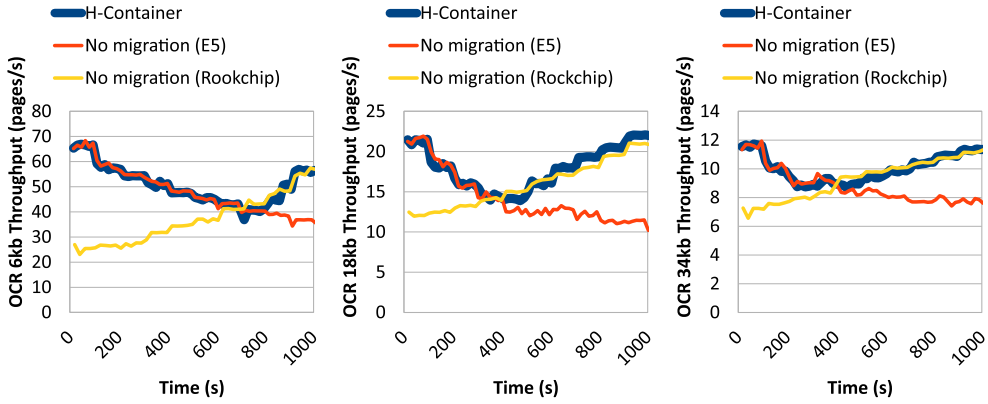 H-Container
No migration (E5)
No migration (Rookchip)
OCR 6kb Throughput (pages/s)
80
70
60
50
40
30
20
10
0
0
200
400
600
800
1000
Time (s)
H-Container
No migration (E5)
No migration (Rockchip)
OCR 18kb Throughput (pages/s)
25
20
15
10
5
0
0
200
400
600
800
1000
Time (s)
H-Container
No migration (E5)
No migration (Rockchip)
OCR 34kb Throughput (pages/s)
14
12
10
8
6
4
2
0
0
200
400
600
800
1000
Time (s)